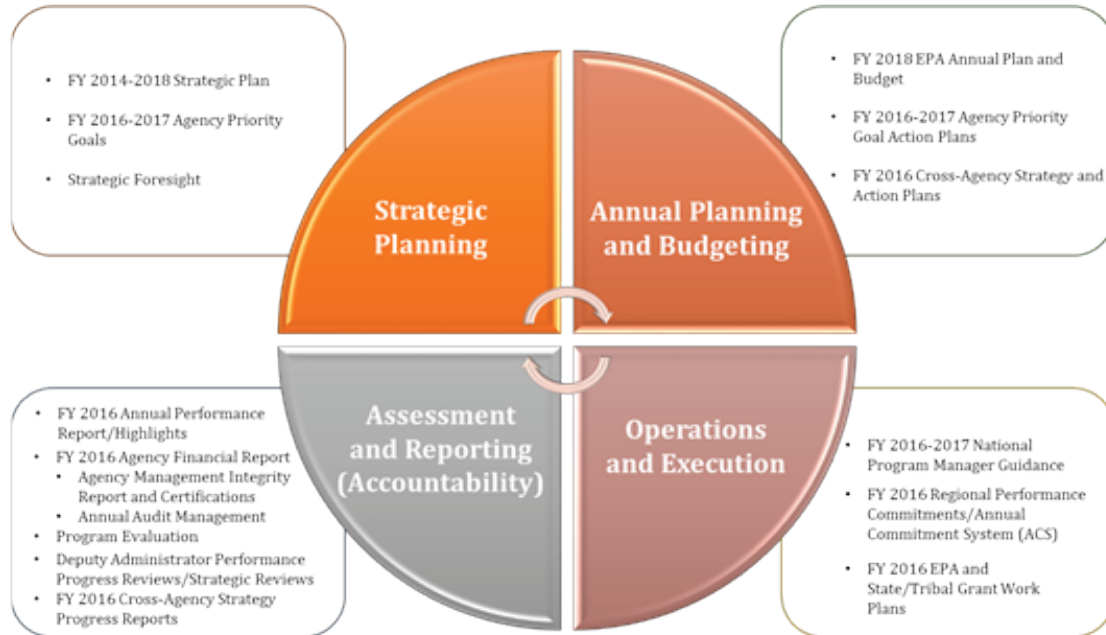 • FY 2014-2018 Strategic Plan
• FY 2016-2017 Agency Priority
Goals
• Strategic Foresight
• FY 2018 EPA Annual Plan and
Budget
• FY 2016-2017 Agency Priority
Goal Action Plans
• FY 2016 Cross-Agency Strategy and
Action Plans
Strategic
Planning
Annual Planning
and Budgeting
Assessment
and Reporting
(Accountability)
Operations
and Execution
• FY 2016 Annual Performance
Report/Highlights
• FY 2016 Agency Financial Report
• Agency Management Integrity
Report and Certifications
• Annual Audit Management
• Program Evaluation
• Deputy Administrator Performance
Progress Reviews/Strategic Reviews
• FY 2016 Cross-Agency Strategy
Progress Reports
• FY 2016-2017 National
Program Manager Guidance
• FY 2016 Regional Performance
Commitments/Annual
Commitment System (ACS)
• FY 2016 EPA and
State/Tribal Grant Work
Plans